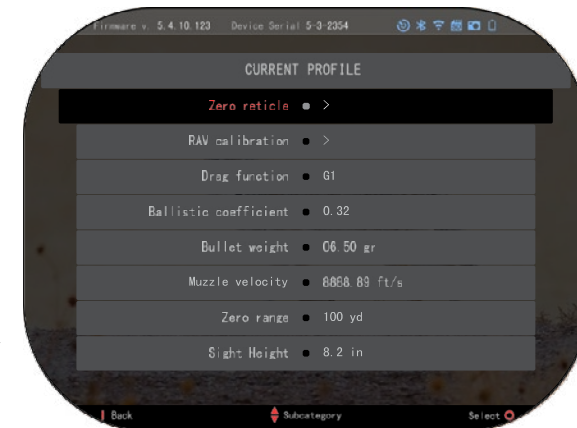 Firmware v. 5.4.10.123 Device Serial 5-3-2354
CURRENT PROFILE
Zero reticle ● >
RAV calibration ● >
Drag function ● G1
Ballistic coefficient ● 0.32
Bullet weight ● 06.50 gr
Muzzle velocity ● 8888.89 ft/s
Zero range ● 100 yd
Sight Height ● 8.2 in
Back Subcategory Select